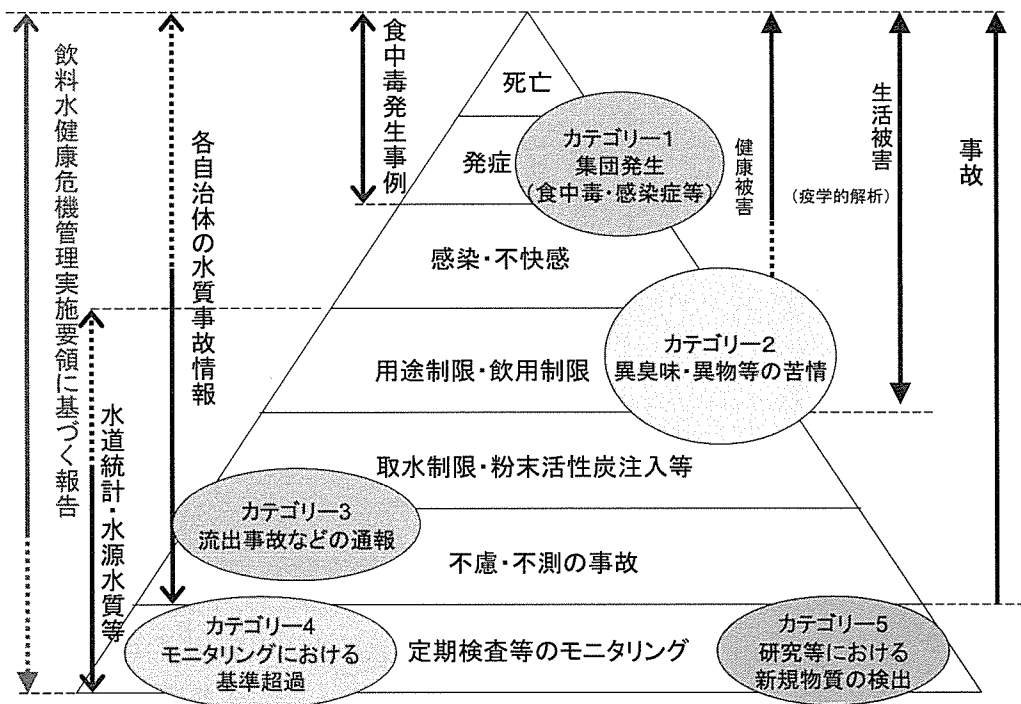 飲料水健康危機管理実施要領に基づく報告
水道統計・水源水質等
各自治体の水質事故情報
食中毒発生事例
死亡
発症
カテゴリー1
集団発生
(食中毒・感染症等)
感染・不快感
用途制限・飲用制限
カテゴリー2
異臭味・異物等の苦情
取水制限・粉末活性炭注入等
カテゴリー3
流出事故などの通報
不慮・不測の事故
カテゴリー4
モニタリングにおける
基準超過
定期検査等のモニタリング
カテゴリー5
研究等における
新規物質の検出
健康被害
生活被害
(疫学的解析)
事故